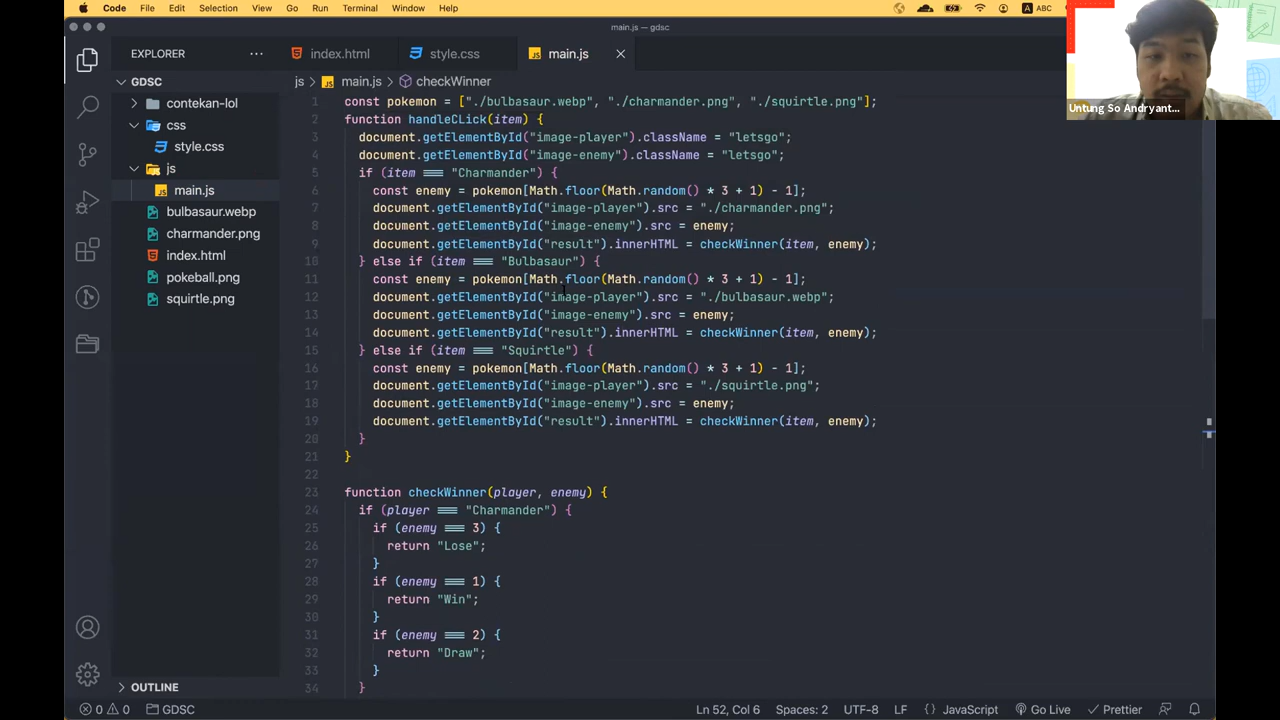 Code File Edit Selection View Go Run Terminal Window Help
A ABC
main.js — gdsc
EXPLORER ···
index.html
style.css
main.js
Untung So Andryant...
GDSC
contekan-lol
css
style.css
js
main.js
bulbasaur.webp
charmander.png
index.html
pokeball.png
squirtle.png
OUTLINE
js > main.js > checkWinner
1 const pokemon = ["./bulbasaur.webp", "./charmander.png", "./squirtle.png"];
2 function handleCLick(item) {
3 document.getElementById("image-player").className = "letsgo";
4 document.getElementById("image-enemy").className = "letsgo";
5 if (item === "Charmander") {
6 const enemy = pokemon[Math.floor(Math.random() * 3 + 1) - 1];
7 document.getElementById("image-player").src = "./charmander.png";
8 document.getElementById("image-enemy").src = enemy;
9 document.getElementById("result").innerHTML = checkWinner(item, enemy);
10 } else if (item === "Bulbasaur") {
11 const enemy = pokemon[Math.floor(Math.random() * 3 + 1) - 1];
12 document.getElementById("image-player").src = "./bulbasaur.webp";
13 document.getElementById("image-enemy").src = enemy;
14 document.getElementById("result").innerHTML = checkWinner(item, enemy);
15 } else if (item === "Squirtle") {
16 const enemy = pokemon[Math.floor(Math.random() * 3 + 1) - 1];
17 document.getElementById("image-player").src = "./squirtle.png";
18 document.getElementById("image-enemy").src = enemy;
19 document.getElementById("result").innerHTML = checkWinner(item, enemy);
20 }
21 }
22
23 function checkWinner(player, enemy) {
24 if (player === "Charmander") {
25 if (enemy === 3) {
26 return "Lose";
27 }
28 if (enemy === 1) {
29 return "Win";
30 }
31 if (enemy === 2) {
32 return "Draw";
33 }
34 }
0 0 GDSC Ln 52, Col 6 Spaces: 2 UTF-8 LF {} JavaScript Go Live Prettier